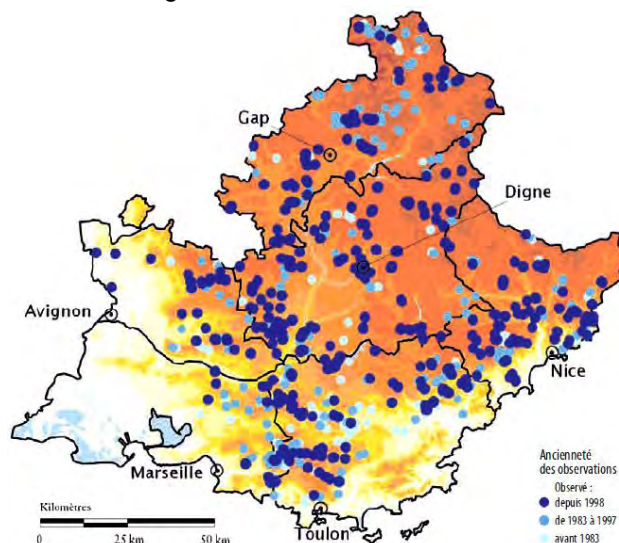 Gap
Digne
Avignon
Nice
Marseille
Toulon
Kilomètres
0 25 km 50 km
Ancienneté
des observations
Observé :
depuis 1998
de 1983 à 1997
avant 1983